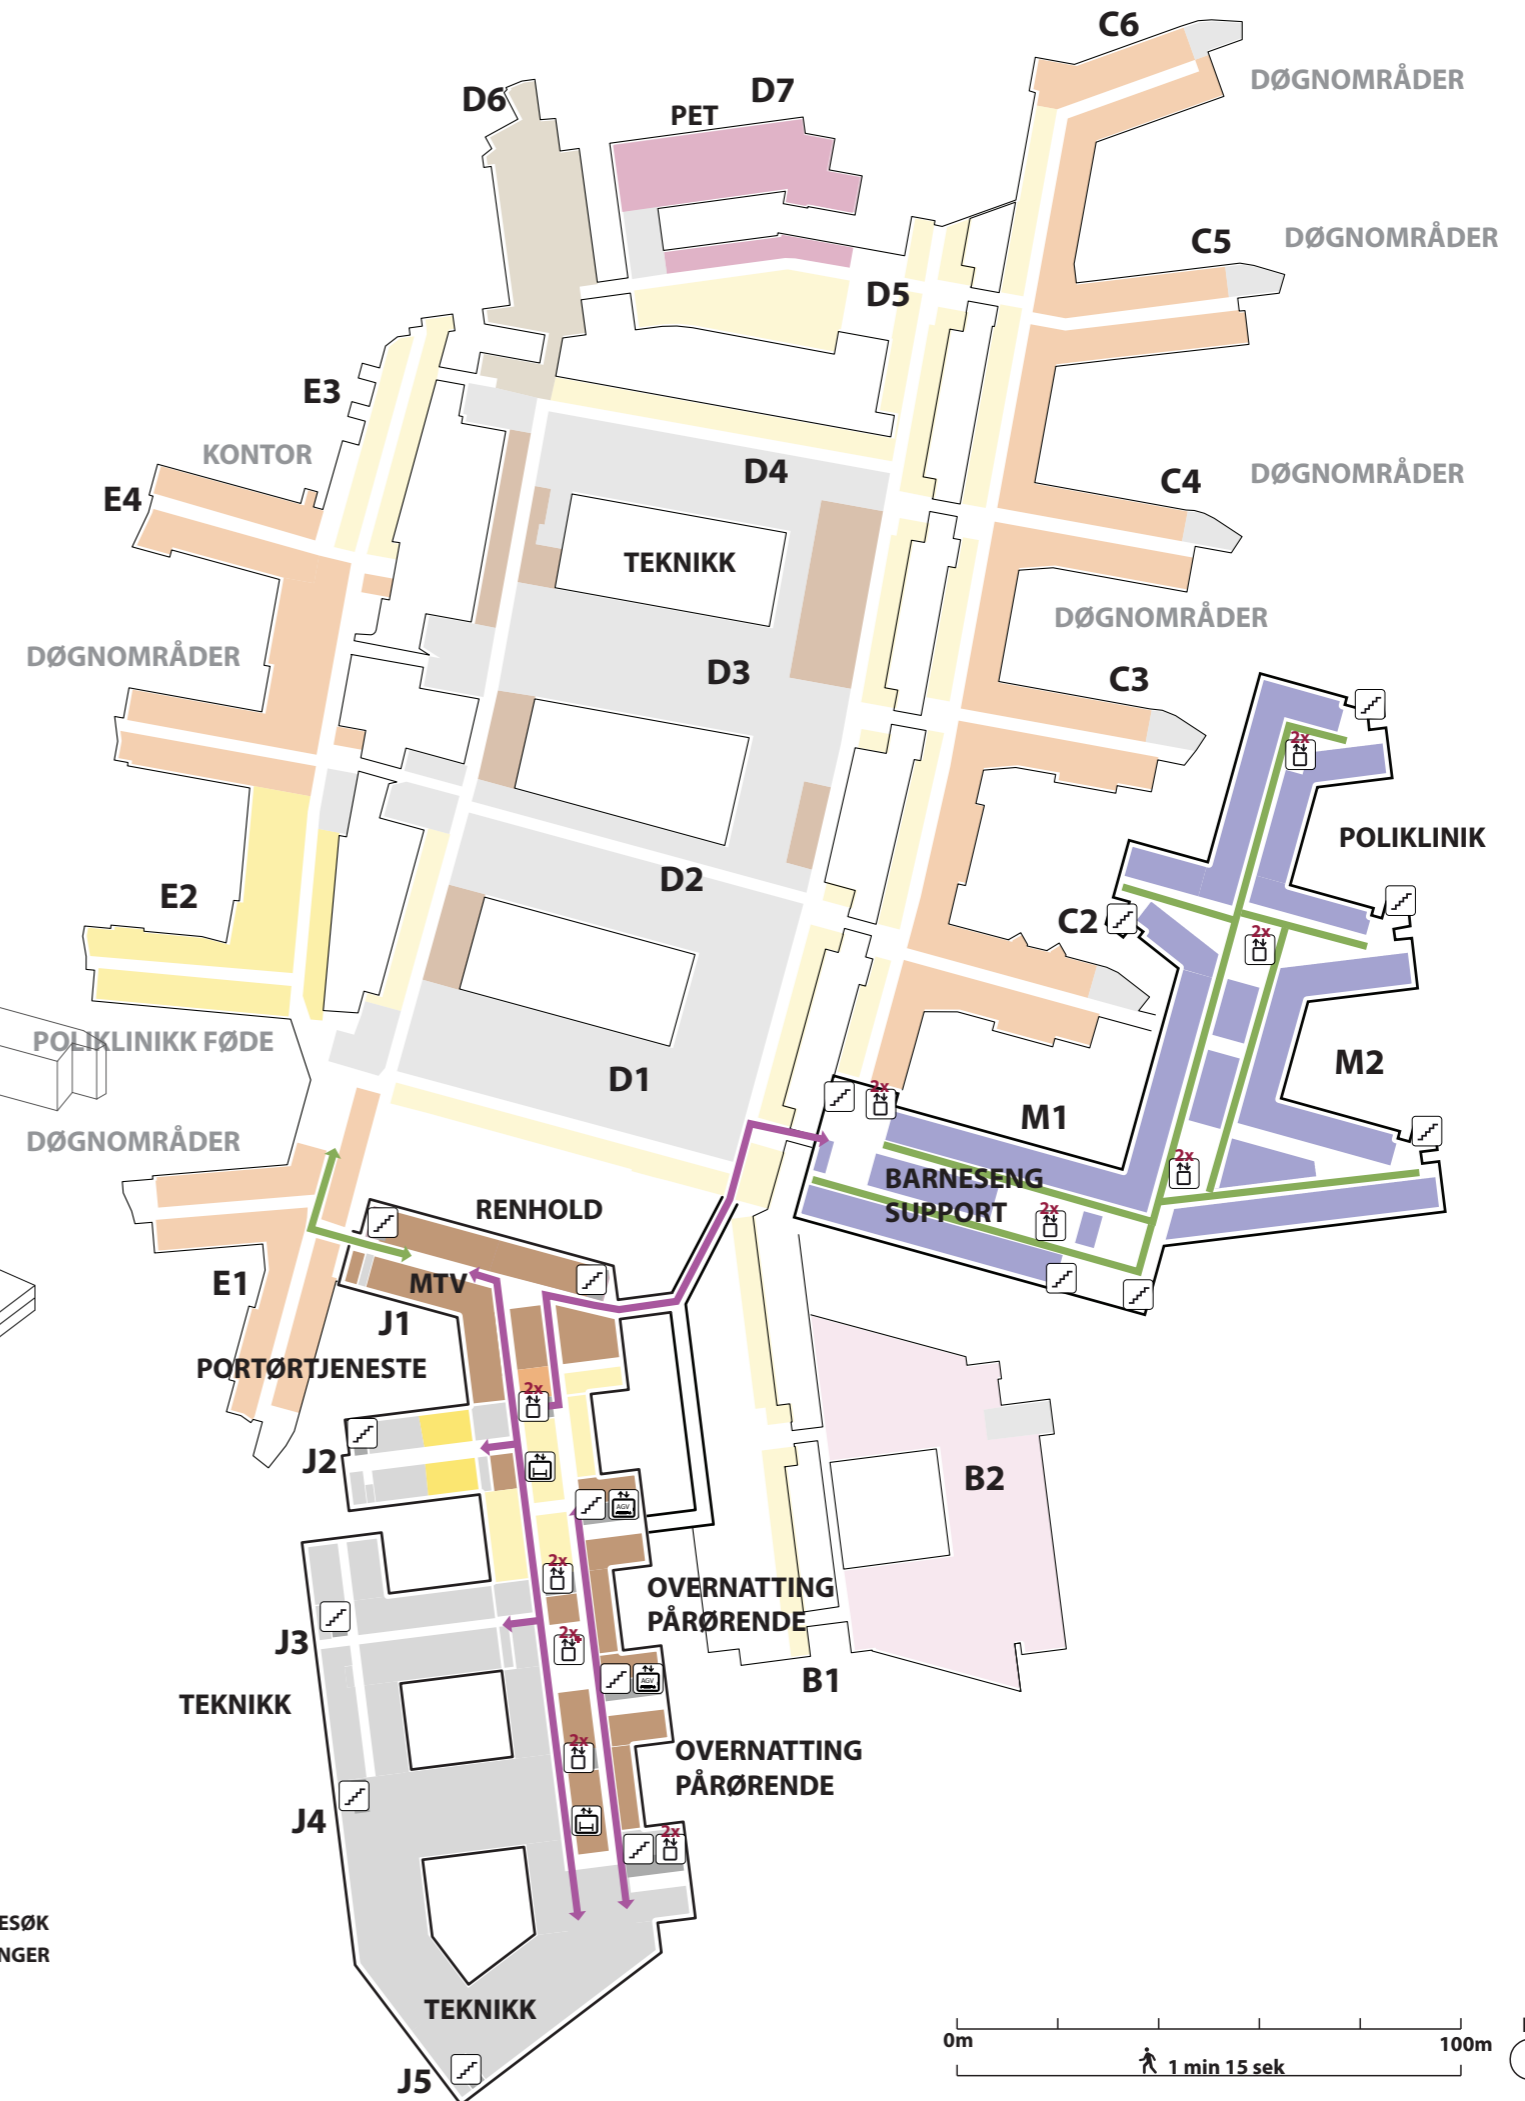 C6
DØGNOMRÅDER
D6
D7
PET
C5
DØGNOMRÅDER
D5
E3
KONTOR
D4
C4
DØGNOMRÅDER
E4
TEKNIKK
DØGNOMRÅDER
DØGNOMRÅDER
D3
C3
2x
POLIKLINIK
D2
E2
C2
2x
POLIKLINIKK FØDE
D1
M2
2x
M1
DØGNOMRÅDER
2x
BARNESENG
SUPPORT
2x
RENHOLD
E1
MTV
J1
PORTØRTJENESTE
2x
J2
B2
AGV
2x
OVERNATTING
PÅRØRENDE
2x
J3
B1
AGV
TEKNIKK
2x
OVERNATTING
PÅRØRENDE
J4
2x
ESØK
NGER
TEKNIKK
J5
0m
100m
1 min 15 sek